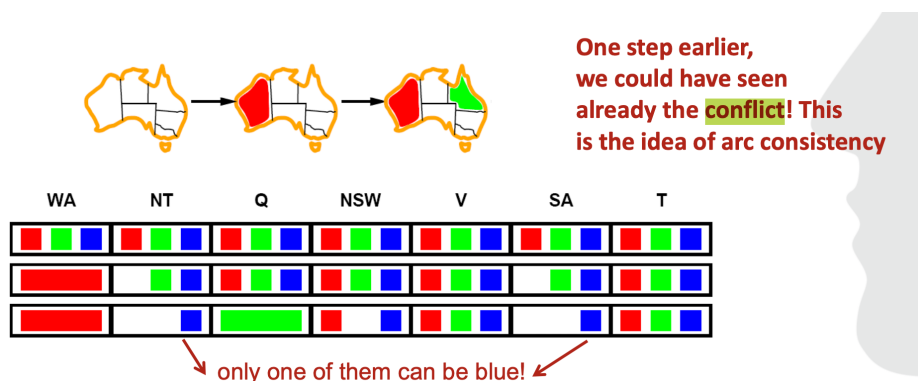 One step earlier,
we could have seen
already the conflict! This
is the idea of arc consistency
WA NT Q NSW V SA T
only one of them can be blue!